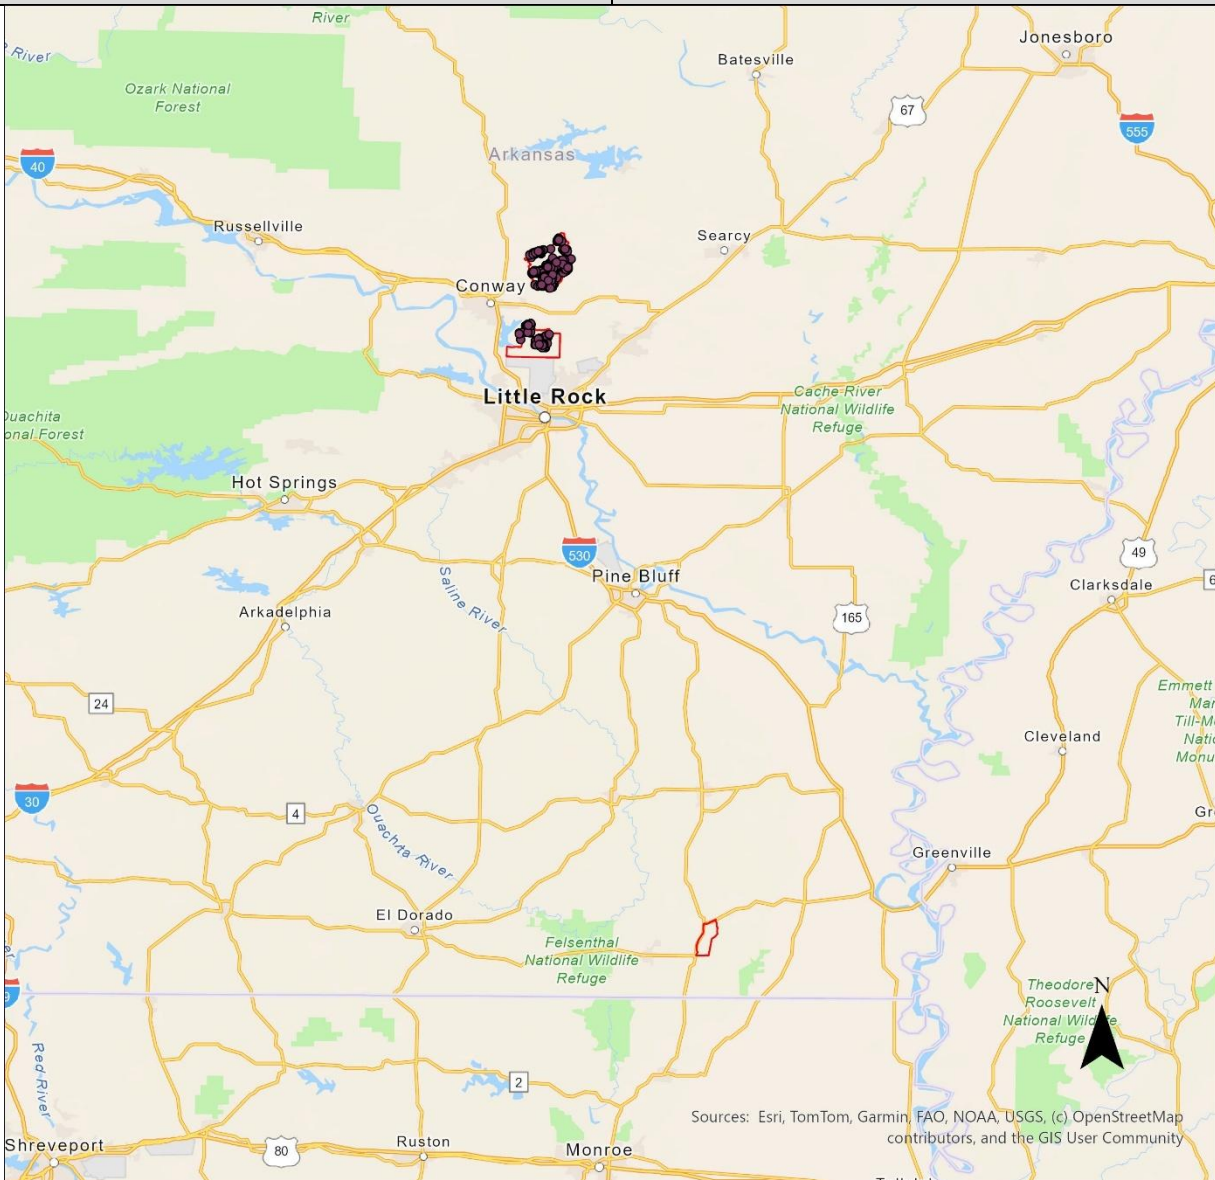 River
Jonesboro
River
Batesville
Ozark National
Forest
67
555
Arkansas
40
Russellville
Searcy
Conway
Cache River
National Wildlife
Refuge
Little Rock
Hot Springs
530
49
Pine Bluff
Clarksdale
Saline River
Arkadelphia
165
24
Emmett
Cleveland
30
4
Ouachita River
Greenville
El Dorado
Felsenthal
National Wildlife
Refuge
Theodore
N
Roosevelt
National Wildlife
Refuge
Red River
2
Sources: Esri, TomTom, Garmin, FAO, NOAA, USGS, (c) OpenStreetMap
contributors, and the GIS User Community
Shreveport
80
Ruston
Monroe